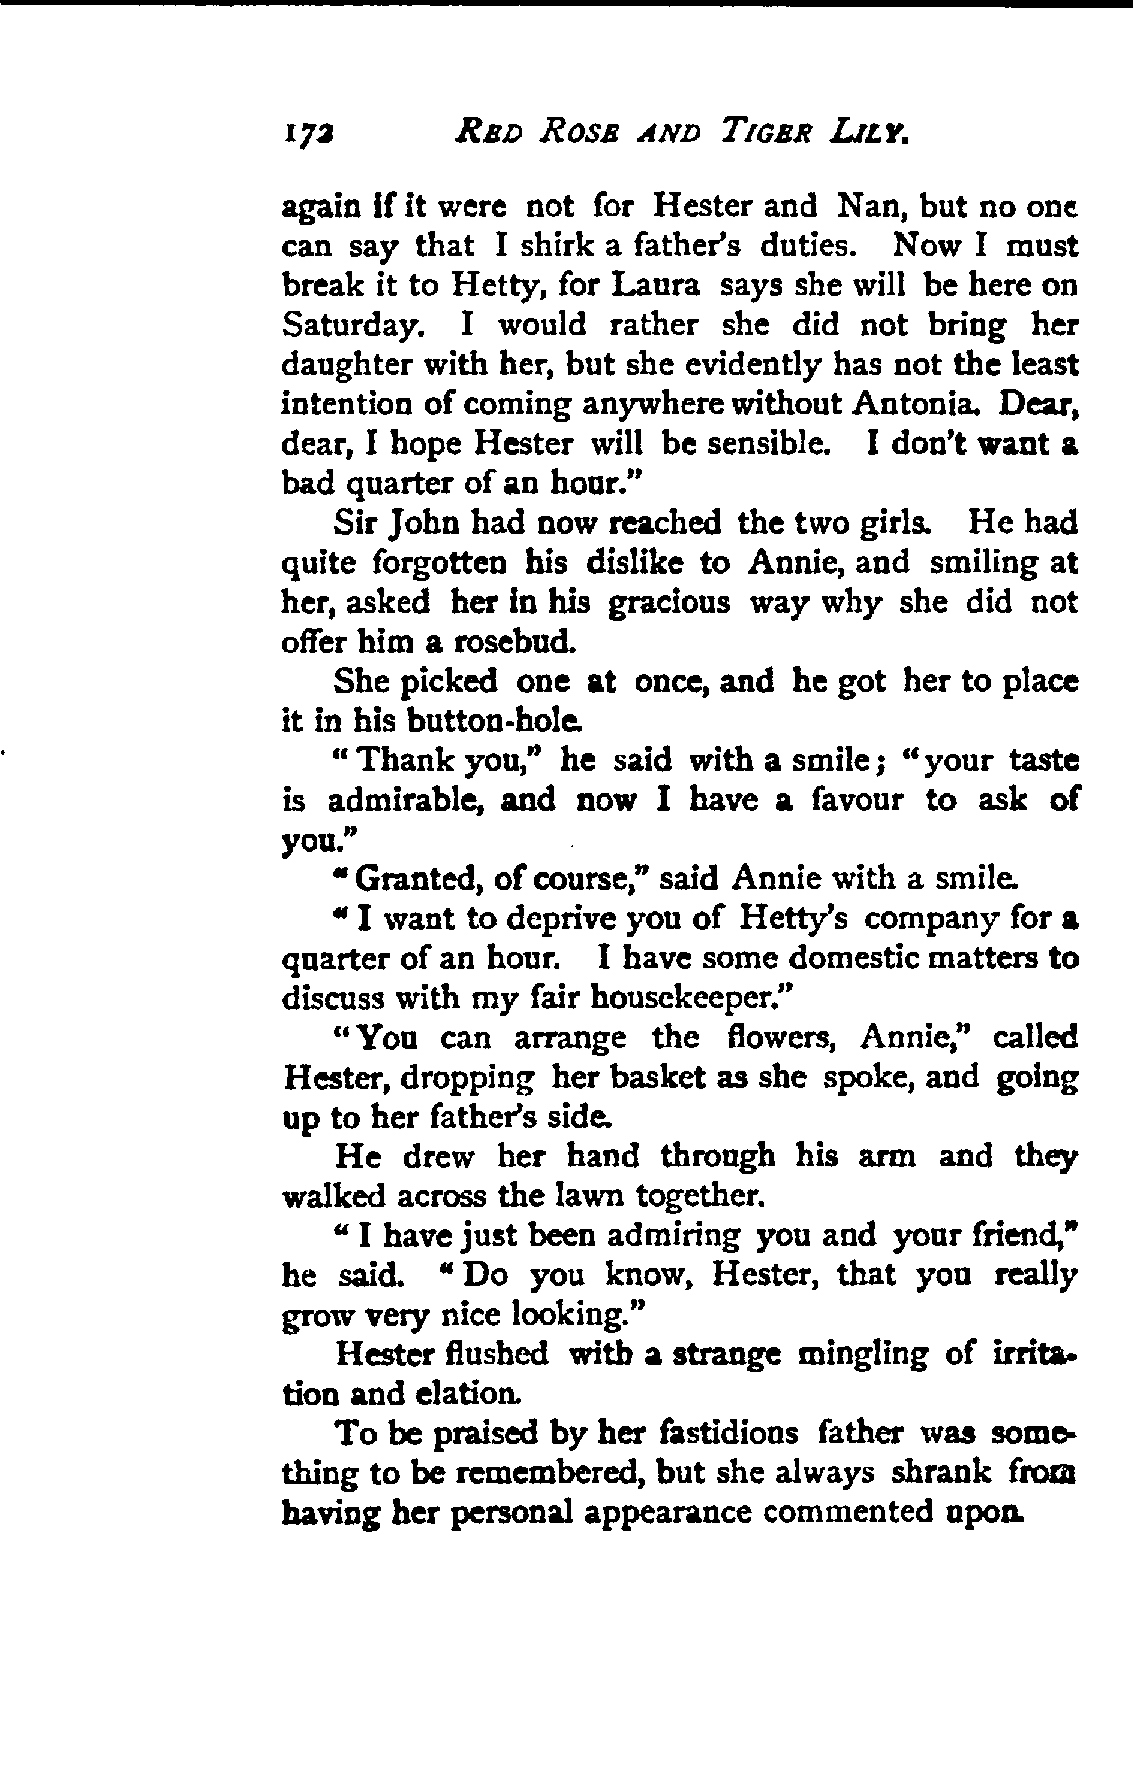 172 RED ROSE AND TIGER LILY.
again if it were not for Hester and Nan, but no one
can say that I shirk a father's duties. Now I must
break it to Hetty, for Laura says she will be here on
Saturday. I would rather she did not bring her
daughter with her, but she evidently has not the least
intention of coming anywhere without Antonia. Dear,
dear, I hope Hester will be sensible. I don't want a
bad quarter of an hour."
Sir John had now reached the two girls. He had
quite forgotten his dislike to Annie, and smiling at
her, asked her in his gracious way why she did not
offer him a rosebud.
She picked one at once, and he got her to place
it in his button-hole.
"Thank you," he said with a smile; "your taste
is admirable, and now I have a favour to ask of
you."
"Granted, of course," said Annie with a smile.
"I want to deprive you of Hetty's company for a
quarter of an hour. I have some domestic matters to
discuss with my fair housekeeper."
"You can arrange the flowers, Annie," called
Hester, dropping her basket as she spoke, and going
up to her father's side.
He drew her hand through his arm and they
walked across the lawn together.
"I have just been admiring you and your friend,"
he said. "Do you know, Hester, that you really
grow very nice looking."
Hester flushed with a strange mingling of irrita-
tion and elation.
To be praised by her fastidious father was some-
thing to be remembered, but she always shrank from
having her personal appearance commented upon.